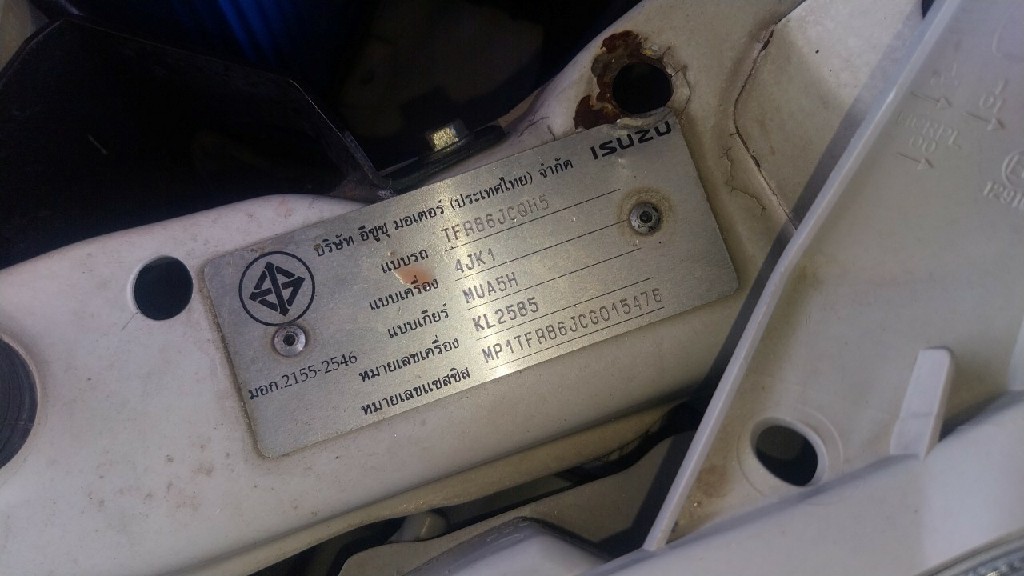 ISUZU
บริษัท อีซูซุ มอเตอร์ (ประเทศไทย) จำกัด
แบบรถ TFR86JCGH5
แบบเครื่อง 4JK1
แบบเกียร์ MUA5H
หมายเลขเครื่อง KL2585
หมายเลขแชสซิส MP1TFR86JCG015476
มอก.2155-2546